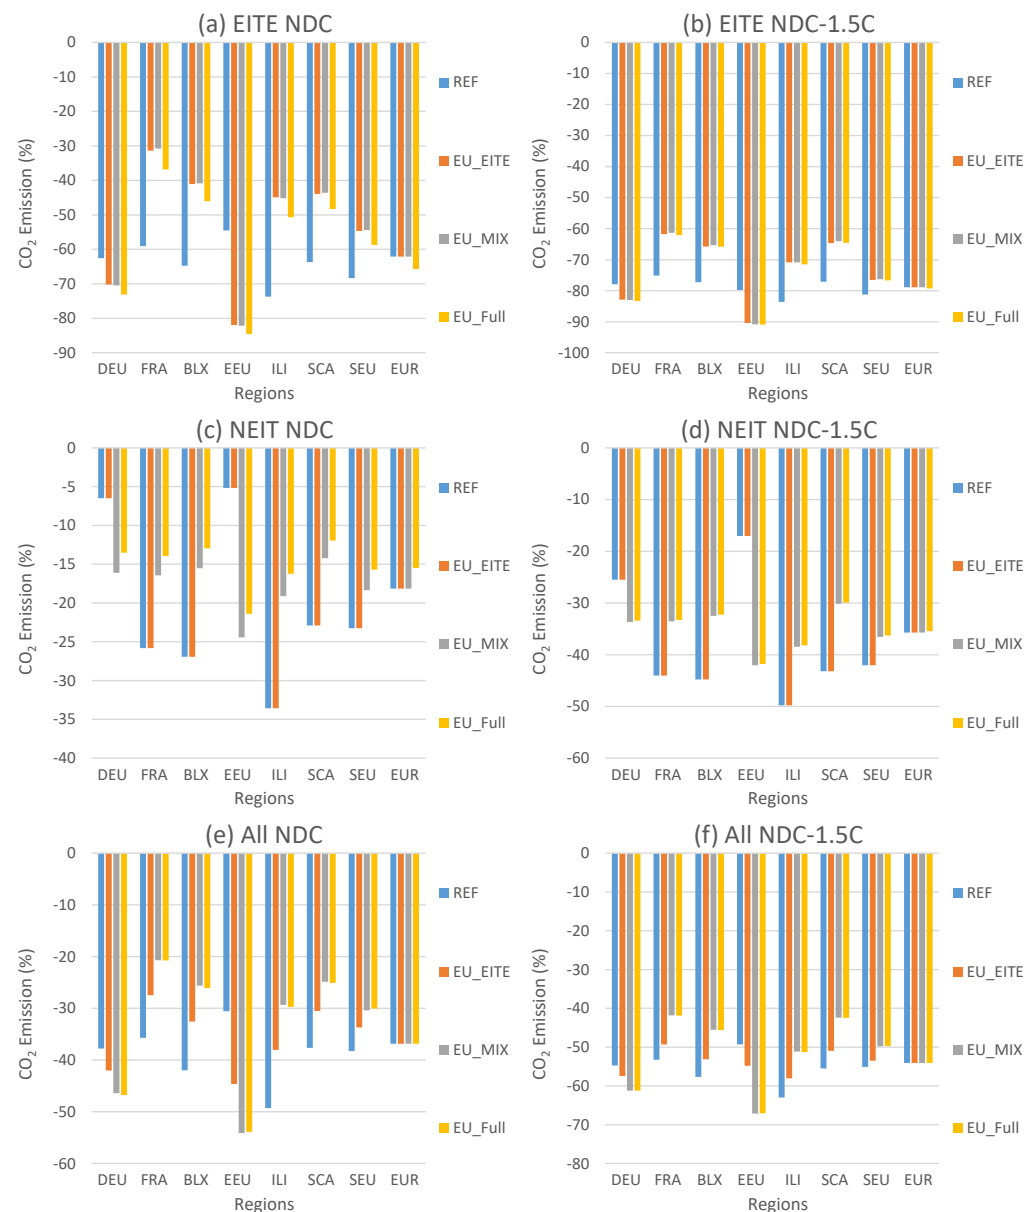 (a) EITE NDC
0
-10
-20
-30
-40
-50
-60
-70
-80
-90
CO2 Emission (%)
DEU FRA BLX EEU ILI SCA SEU EUR
Regions
REF
EU_EITE
EU_MIX
EU_Full
(b) EITE NDC-1.5C
0
-10
-20
-30
-40
-50
-60
-70
-80
-90
-100
CO2 Emission (%)
DEU FRA BLX EEU ILI SCA SEU EUR
Regions
REF
EU_EITE
EU_MIX
EU_Full
(c) NEIT NDC
0
-5
-10
-15
-20
-25
-30
-35
-40
CO2 Emission (%)
DEU FRA BLX EEU ILI SCA SEU EUR
Regions
REF
EU_EITE
EU_MIX
EU_Full
(d) NEIT NDC-1.5C
0
-10
-20
-30
-40
-50
-60
CO2 Emission (%)
DEU FRA BLX EEU ILI SCA SEU EUR
Regions
REF
EU_EITE
EU_MIX
EU_Full
(e) All NDC
0
-10
-20
-30
-40
-50
-60
CO2 Emission (%)
DEU FRA BLX EEU ILI SCA SEU EUR
Regions
REF
EU_EITE
EU_MIX
EU_Full
(f) All NDC-1.5C
0
-10
-20
-30
-40
-50
-60
-70
-80
CO2 Emission (%)
DEU FRA BLX EEU ILI SCA SEU EUR
Regions
REF
EU_EITE
EU_MIX
EU_Full